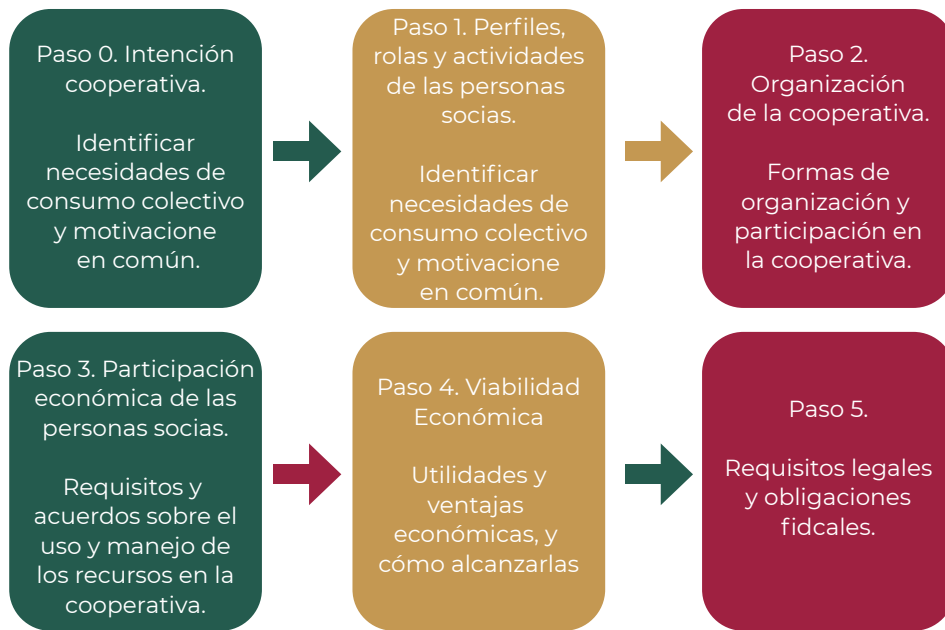 Paso 0. Intención
cooperativa.
Identificar
necesidades de
consumo colectivo
y motivacione
en común.
Paso 1. Perfiles,
rolas y actividades
de las personas
socias.
Identificar
necesidades de
consumo colectivo
y motivacione
en común.
Paso 2.
Organización
de la cooperativa.
Formas de
organización y
participación en
la cooperativa.
Paso 3. Participación
económica de las
personas socias.
Requisitos y
acuerdos sobre el
uso y manejo de
los recursos en la
cooperativa.
Paso 4. Viabilidad
Económica
Utilidades y
ventajas
económicas, y
cómo alcanzarlas
Paso 5.
Requisitos legales
y obligaciones
fidcales.